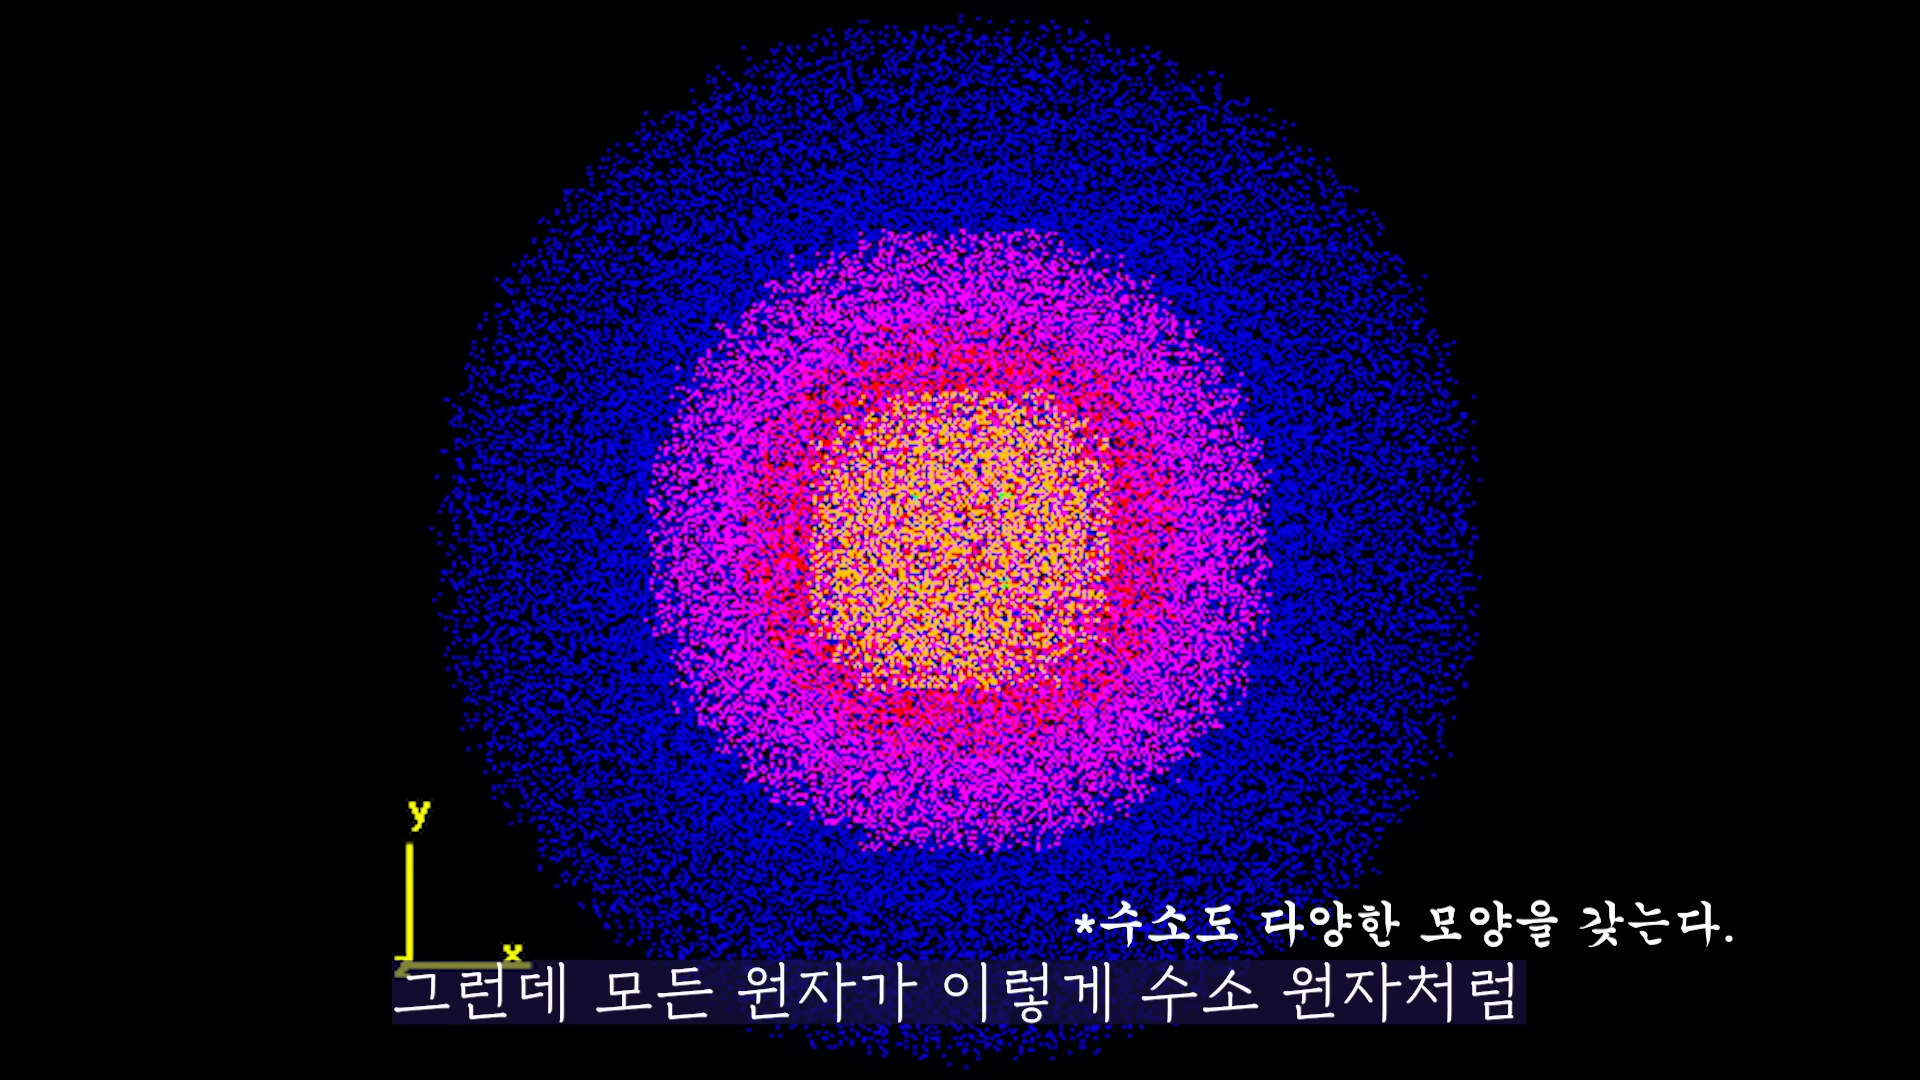 y
x
*수소도 다양한 모양을 갖는다.
그런데 모든 원자가 이렇게 수소 원자처럼